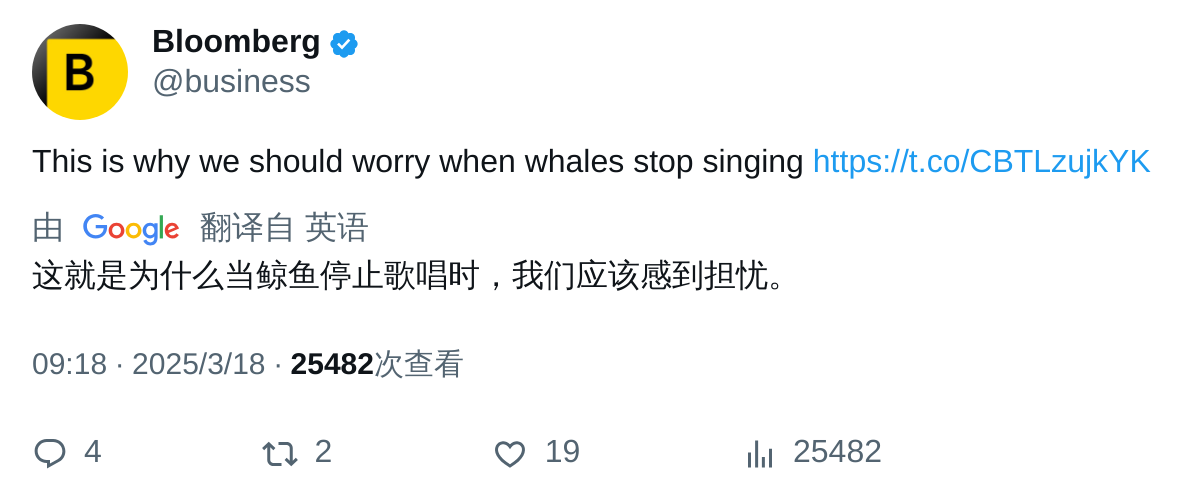 B
Bloomberg
@business
This is why we should worry when whales stop singing https://t.co/CBTLzujkYK
由 Google 翻译自 英语
这就是为什么当鲸鱼停止歌唱时，我们应该感到担忧。
09:18 · 2025/3/18 · 25482次查看
4 2 19 25482